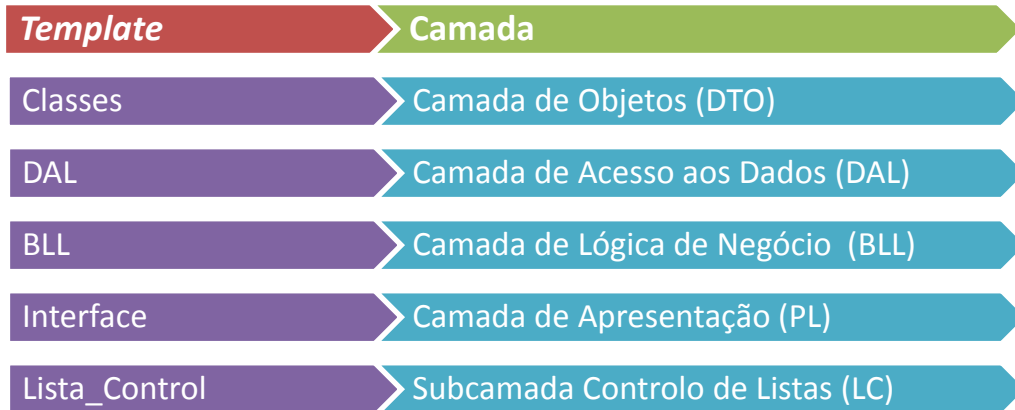 Template Camada
Classes Camada de Objetos (DTO)
DAL Camada de Acesso aos Dados (DAL)
BLL Camada de Lógica de Negócio (BLL)
Interface Camada de Apresentação (PL)
Lista_Control Subcamada Controlo de Listas (LC)